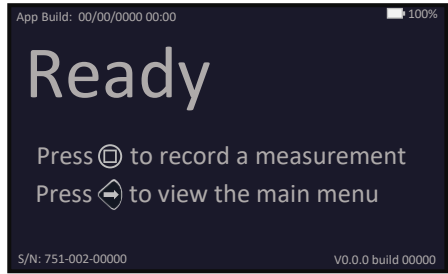 App Build: 00/00/0000 00:00
100%
Ready
Press to record a measurement
Press to view the main menu
S/N: 751-002-00000
V0.0.0 build 00000